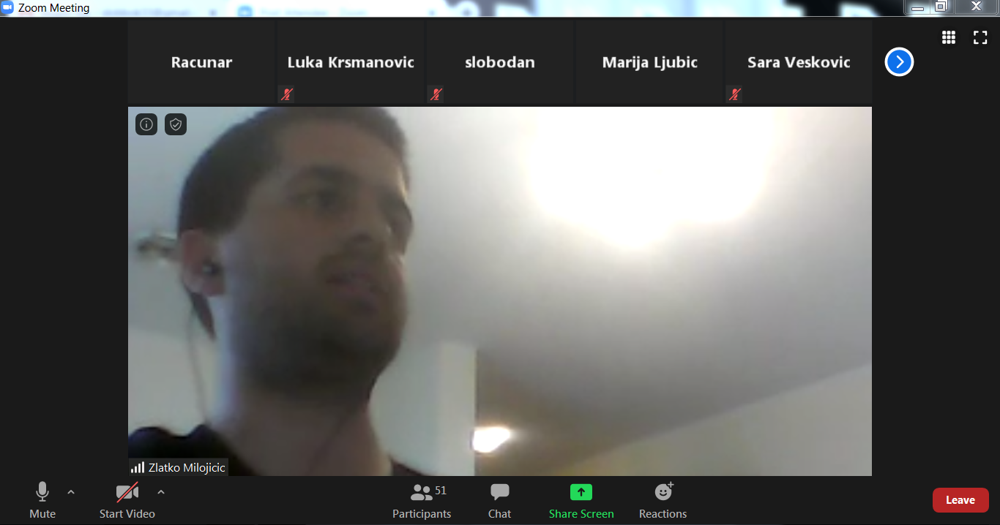 Zoom Meeting
Racunar
Luka Krsmanovic
slobodan
Marija Ljubic
Sara Veskovic
Zlatko Milojicic
Mute
Start Video
51
Participants
Chat
Share Screen
Reactions
Leave